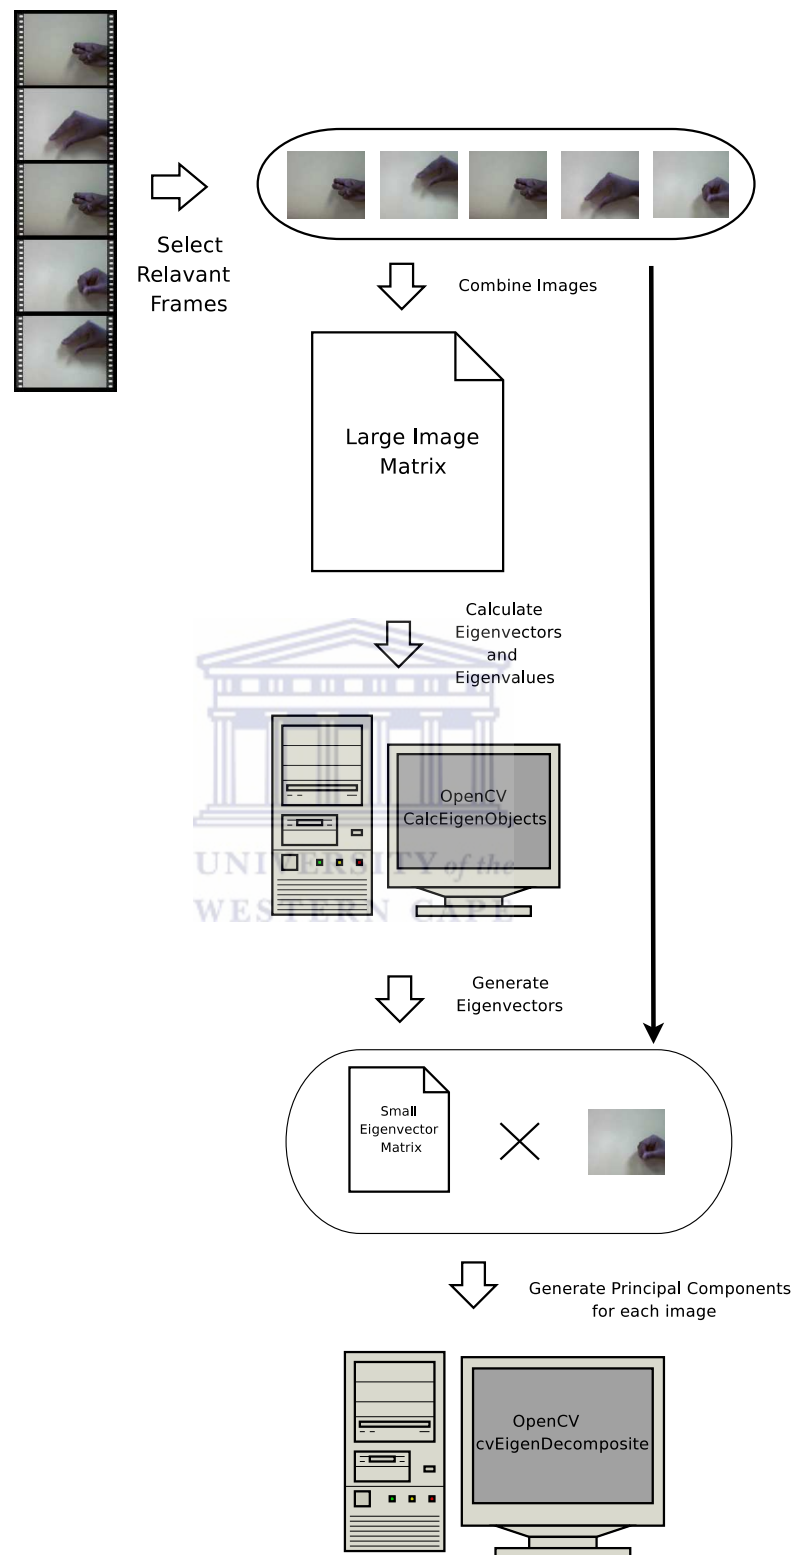 Select
Relavant
Frames
Combine Images
Large Image
Matrix
Calculate
Eigenvectors
and
Eigenvalues
OpenCV
CalcEigenObjects
UNIVERSITY of the
WESTERN CAPE
Generate
Eigenvectors
Small
Eigenvector
Matrix
Generate Principal Components
for each image
OpenCV
cvEigenDecomposite